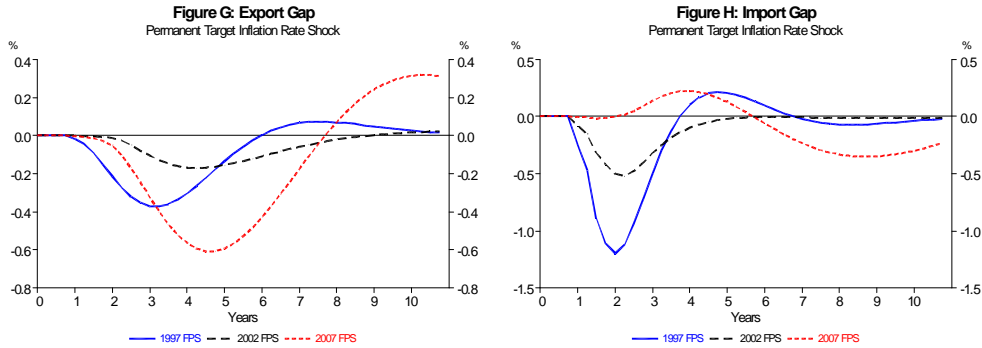 Figure G: Export Gap
Permanent Target Inflation Rate Shock
% %
0.4 0.4
0.2 0.2
0.0 0.0
-0.2 -0.2
-0.4 -0.4
-0.6 -0.6
-0.8 -0.8
0 1 2 3 4 5 6 7 8 9 10
Years
1997 FPS 2002 FPS 2007 FPS
Figure H: Import Gap
Permanent Target Inflation Rate Shock
% %
0.5 0.5
0.0 0.0
-0.5 -0.5
-1.0 -1.0
-1.5 -1.5
0 1 2 3 4 5 6 7 8 9 10
Years
1997 FPS 2002 FPS 2007 FPS